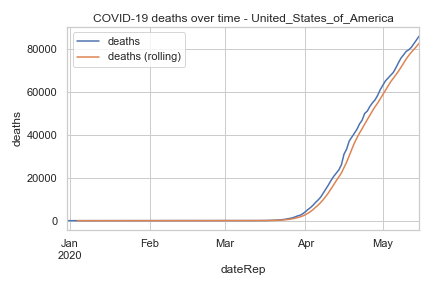 COVID-19 deaths over time - United_States_of_America
deaths
deaths (rolling)
deaths
80000
60000
40000
20000
0
Jan Feb Mar Apr May
2020
dateRep